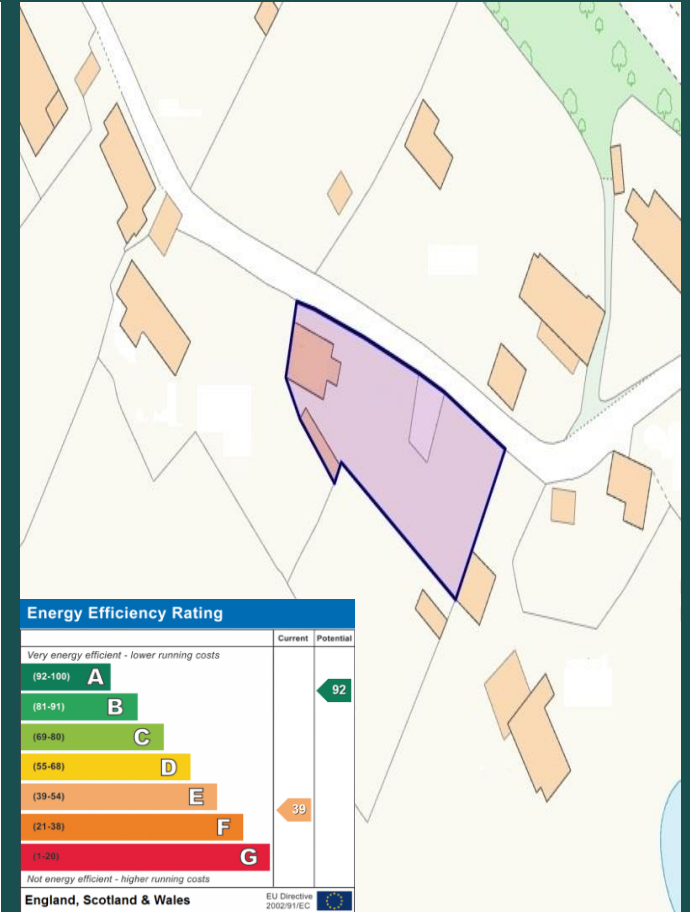 Energy Efficiency Rating
Current Potential
Very energy efficient - lower running costs
(92-100) A
92
(81-91) B
(69-80) C
(55-68) D
(39-54) E
39
(21-38) F
(1-20) G
Not energy efficient - higher running costs
England, Scotland & Wales
EU Directive
2002/91/EC